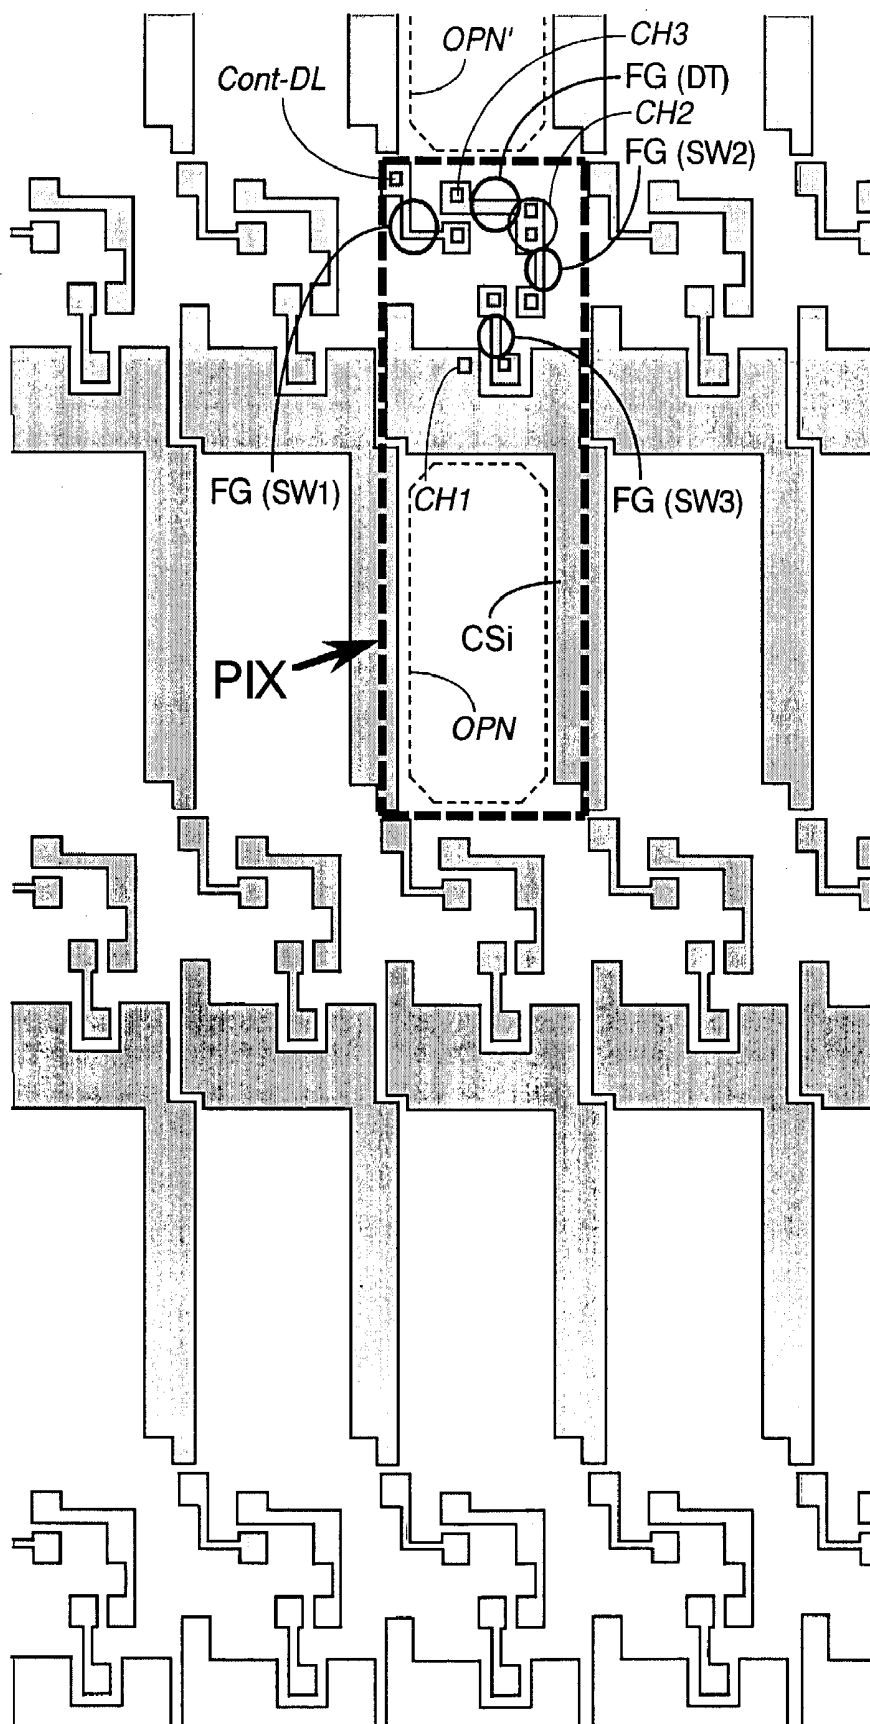 OPN'
CH3
Cont-DL
FG (DT)
CH2
FG (SW2)
FG (SW1)
CH1
FG (SW3)
CSi
PIX
OPN